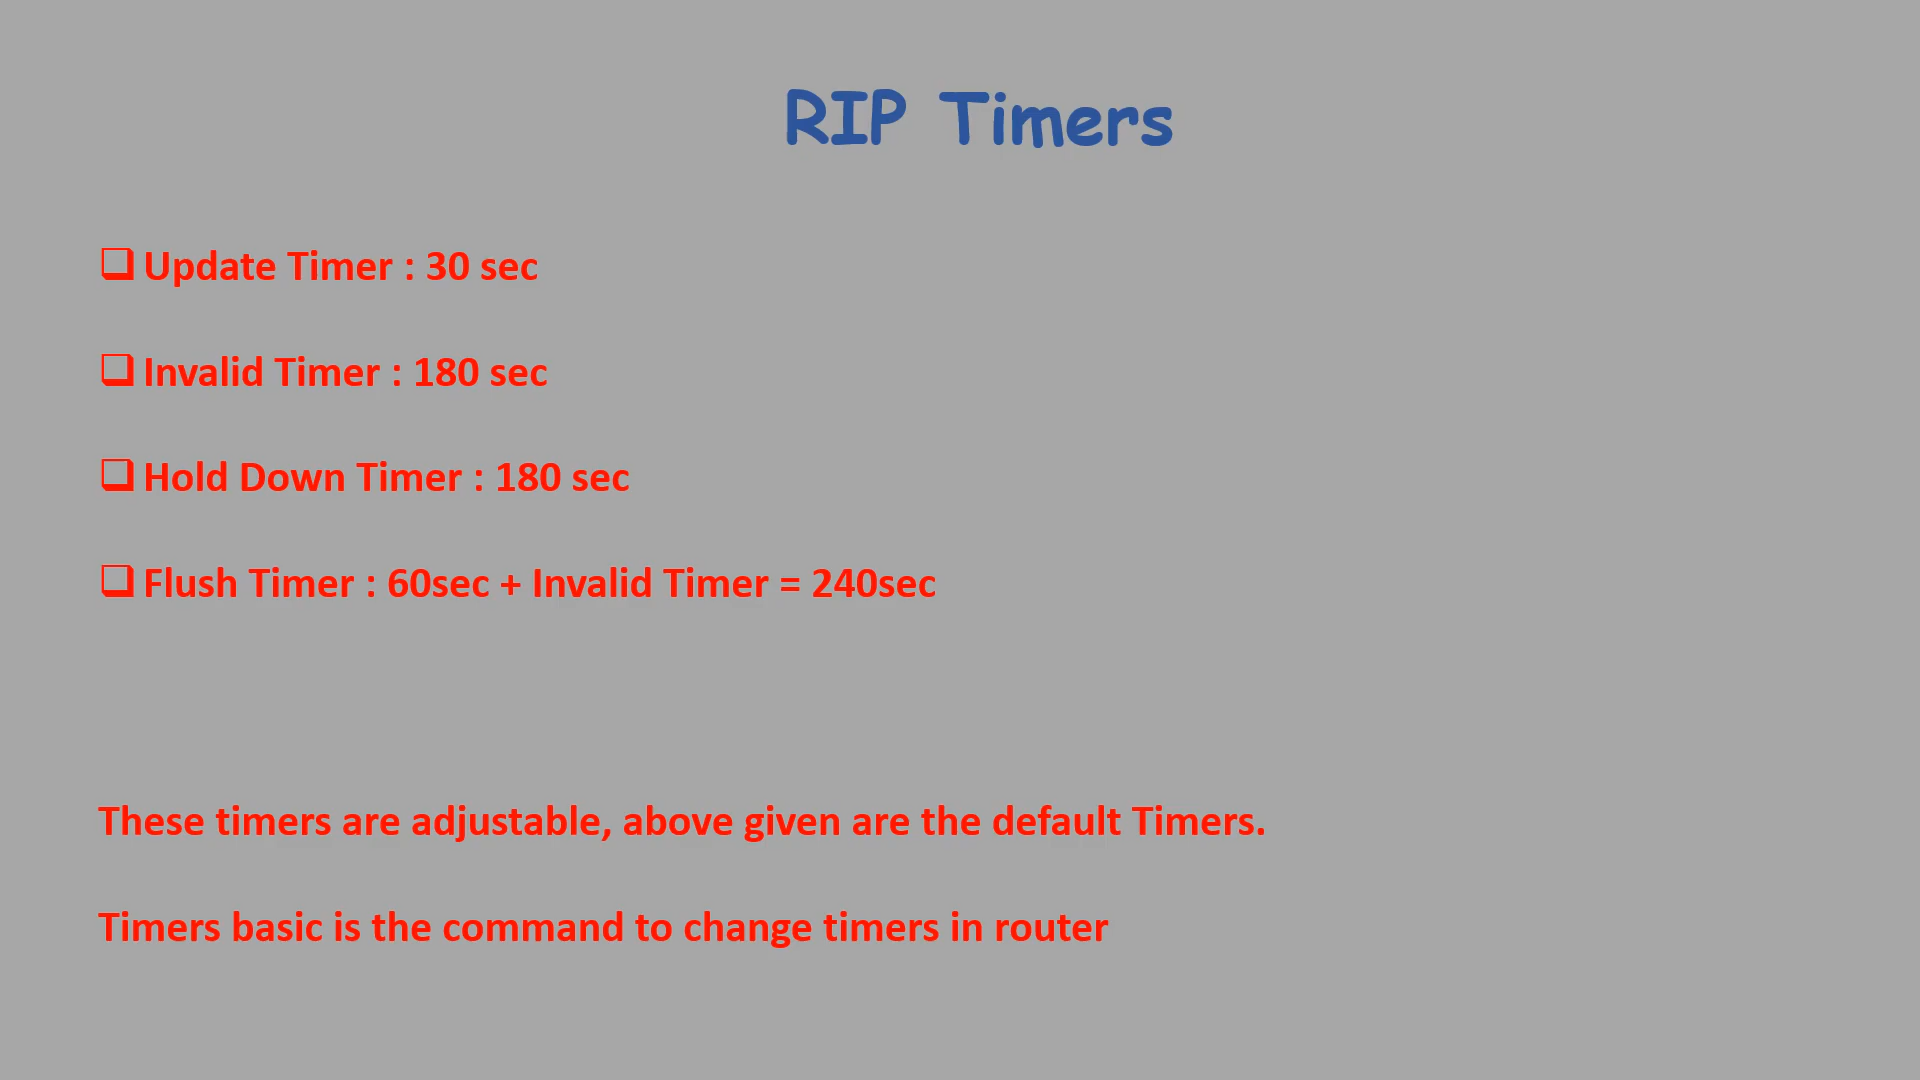 RIP Timers
❑ Update Timer : 30 sec
❑ Invalid Timer : 180 sec
❑ Hold Down Timer : 180 sec
❑ Flush Timer : 60sec + Invalid Timer = 240sec
These timers are adjustable, above given are the default Timers.
Timers basic is the command to change timers in router